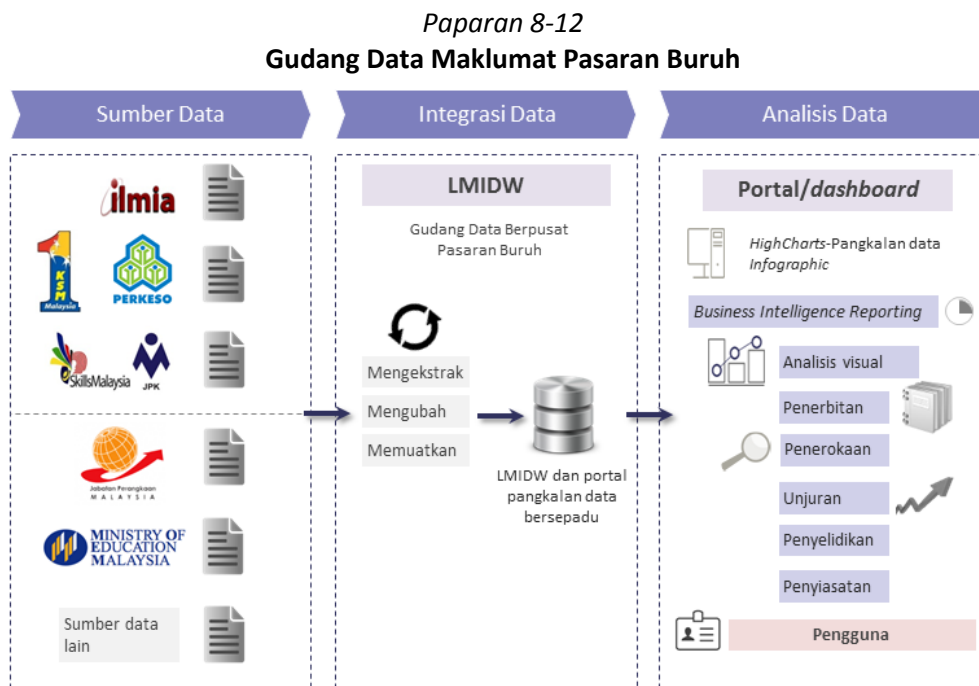 Paparan 8-12
Gudang Data Maklumat Pasaran Buruh
Sumber Data
Integrasi Data
Analisis Data
ilmia
1
KSM
Malaysia
PERKESO
eSkillsMalaysia
JPK
Jabatan Perangkaan
MALAYSIA
MINISTRY OF
EDUCATION
MALAYSIA
Sumber data
lain
LMIDW
Gudang Data Berpusat
Pasaran Buruh
Mengekstrak
Mengubah
Memuatkan
LMIDW dan portal
pangkalan data
bersepadu
Portal/dashboard
HighCharts-Pangkalan data
Infographic
Business Intelligence Reporting
Analisis visual
Penerbitan
Penerokaan
Unjuran
Penyelidikan
Penyiasatan
Pengguna